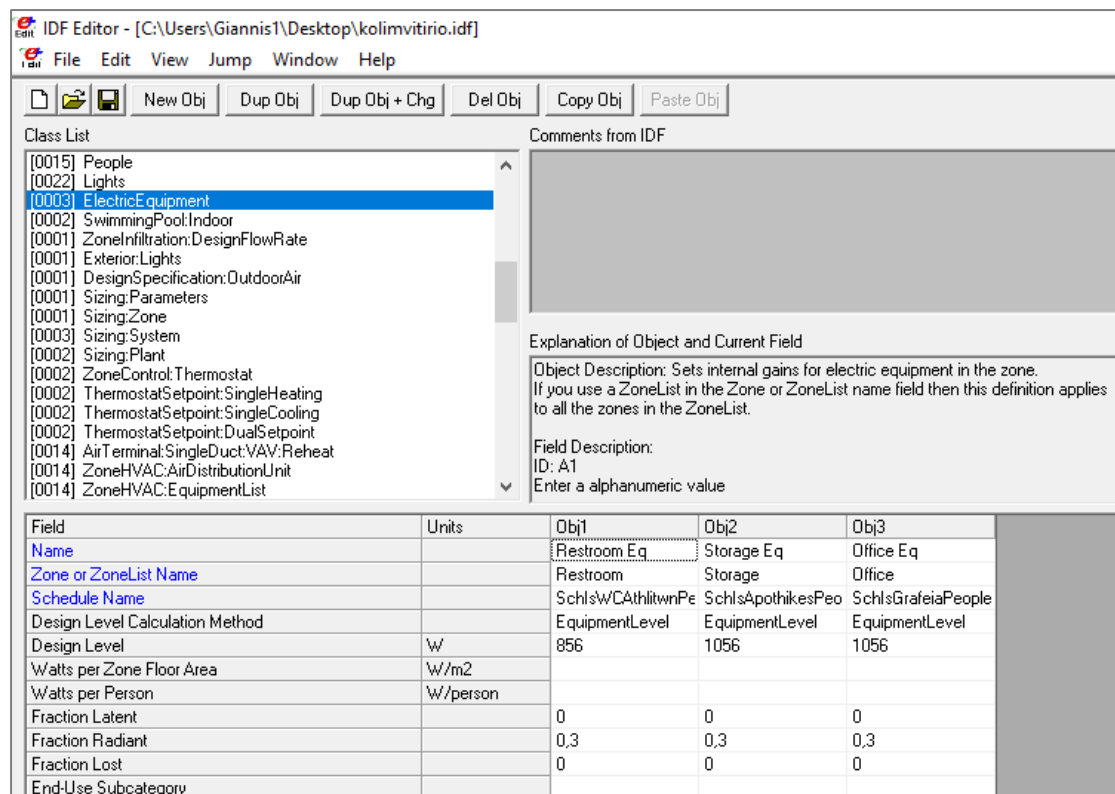 IDF Editor - [C:\Users\Giannis1\Desktop\kolimvitirio.idf]
File Edit View Jump Window Help
New Obj Dup Obj Dup Obj + Chg Del Obj Copy Obj Paste Obj
Class List
[0015] People
[0022] Lights
[0003] ElectricEquipment
[0002] SwimmingPool:Indoor
[0001] ZoneInfiltration:DesignFlowRate
[0001] Exterior:Lights
[0001] DesignSpecification:OutdoorAir
[0001] Sizing:Parameters
[0001] Sizing:Zone
[0003] Sizing:System
[0002] Sizing:Plant
[0002] ZoneControl:Thermostat
[0002] ThermostatSetpoint:SingleHeating
[0002] ThermostatSetpoint:SingleCooling
[0002] ThermostatSetpoint:DualSetpoint
[0014] AirTerminal:SingleDuct:VAV:Reheat
[0014] ZoneHVAC:AirDistributionUnit
[0014] ZoneHVAC:EquipmentList
Comments from IDF
Explanation of Object and Current Field
Object Description: Sets internal gains for electric equipment in the zone.
If you use a ZoneList in the Zone or ZoneList name field then this definition applies
to all the zones in the ZoneList.
Field Description:
ID: A1
Enter a alphanumeric value
Field Units Obj1 Obj2 Obj3
Name Restroom Eq Storage Eq Office Eq
Zone or ZoneList Name Restroom Storage Office
Schedule Name SchIsWCAthlitwnPe SchIsApothikesPeo SchIsGrafeiaPeople
Design Level Calculation Method EquipmentLevel EquipmentLevel EquipmentLevel
Design Level W 856 1056 1056
Watts per Zone Floor Area W/m2
Watts per Person W/person
Fraction Latent 0 0 0
Fraction Radiant 0,3 0,3 0,3
Fraction Lost 0 0 0
End-Use Subcategory